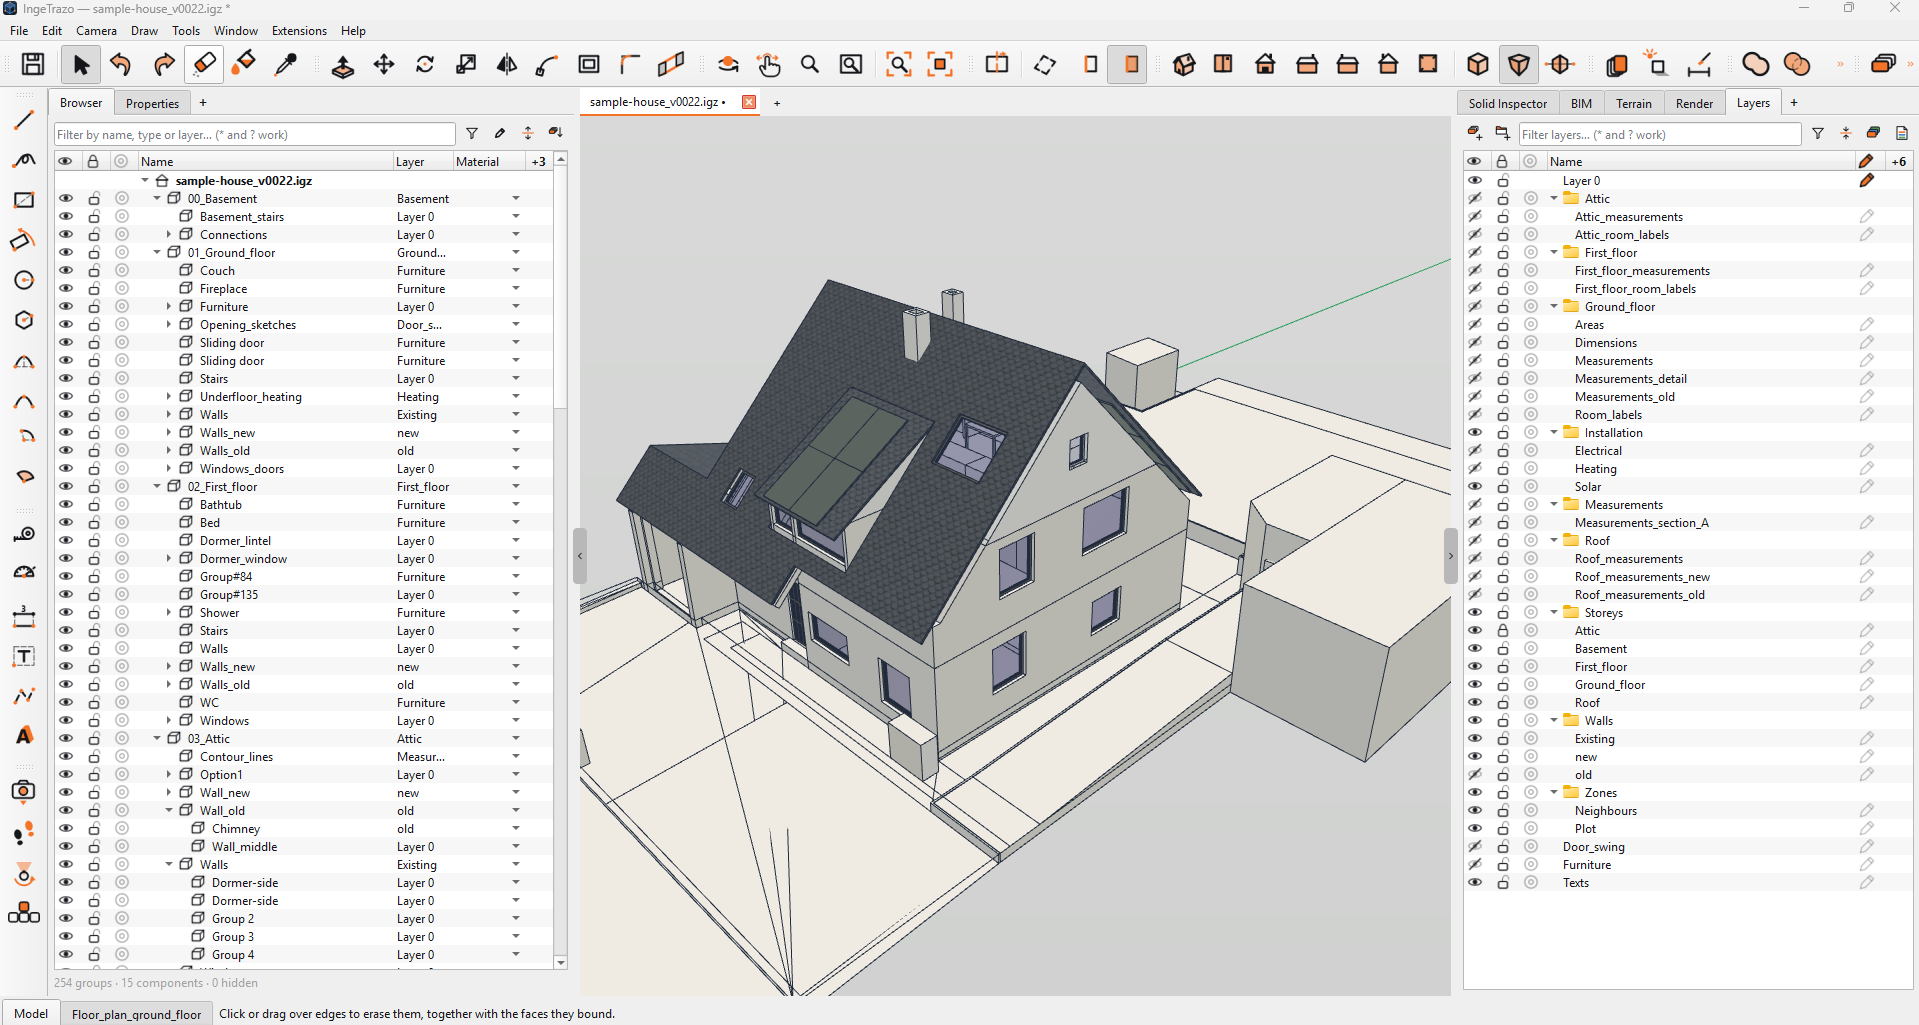 IngeTrazo — sample-house_v0022.igz *
File Edit Camera Draw Tools Window Extensions Help
Browser Properties +
sample-house_v0022.igz • +
Solid Inspector BIM Terrain Render Layers +
Filter by name, type or layer... (* and ? work)
Name Layer Material +3
sample-house_v0022.igz
00_Basement Basement
Basement_stairs Layer 0
Connections Layer 0
01_Ground_floor Ground...
Couch Furniture
Fireplace Furniture
Furniture Layer 0
Opening_sketches Door_s...
Sliding door Furniture
Sliding door Furniture
Stairs Layer 0
Underfloor_heating Heating
Walls Existing
Walls_new new
Walls_old old
Windows_doors Layer 0
02_First_floor First_floor
Bathtub Furniture
Bed Furniture
Dormer_lintel Layer 0
Dormer_window Layer 0
Group#84 Furniture
Group#135 Furniture
Shower Furniture
Stairs Layer 0
Walls Layer 0
Walls_new new
Walls_old old
WC Furniture
Windows Layer 0
03_Attic Attic
Contour_lines Measur...
Option1 Layer 0
Wall_new new
Wall_old old
Chimney old
Wall_middle Layer 0
Walls Existing
Dormer-side Layer 0
Dormer-side Layer 0
Group 2 Layer 0
Group 3 Layer 0
Group 4 Layer 0
254 groups · 15 components · 0 hidden
Filter layers... (* and ? work)
Name +6
Layer 0
Attic
Attic_measurements
Attic_room_labels
First_floor
First_floor_measurements
First_floor_room_labels
Ground_floor
Areas
Dimensions
Measurements
Measurements_detail
Measurements_old
Room_labels
Installation
Electrical
Heating
Solar
Measurements
Measurements_section_A
Roof
Roof_measurements
Roof_measurements_new
Roof_measurements_old
Storeys
Attic
Basement
First_floor
Ground_floor
Roof
Walls
Existing
new
old
Zones
Neighbours
Plot
Door_swing
Furniture
Texts
Model Floor_plan_ground_floor Click or drag over edges to erase them, together with the faces they bound.